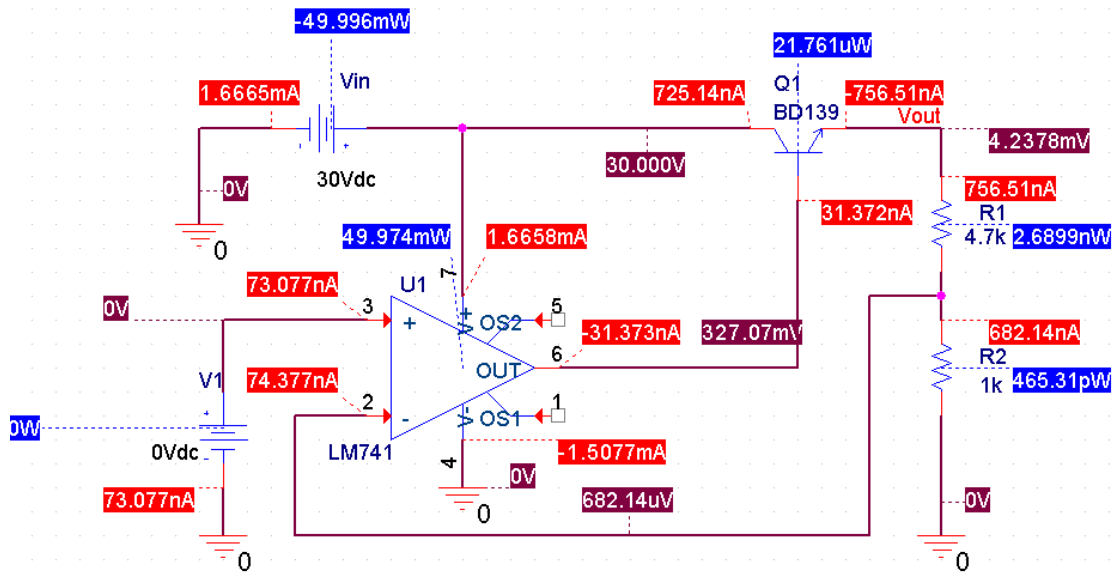 -49.996mW
21.761uW
Vin
Q1
1.6665mA
725.14nA
-756.51nA
BD139
Vout
4.2378mV
30.000V
0V
30Vdc
756.51nA
31.372nA
R1
4.7k
2.6899nW
49.974mW
1.6658mA
0
7
U1
73.077nA
0V
3
+
V+
OS2
5
-31.373nA
327.07mV
682.14nA
6
OUT
R2
1k
465.31pW
V1
74.377nA
2
-
V-
OS1
1
0W
0Vdc
LM741
4
-1.5077mA
0V
73.077nA
0
682.14uV
0V
0
0